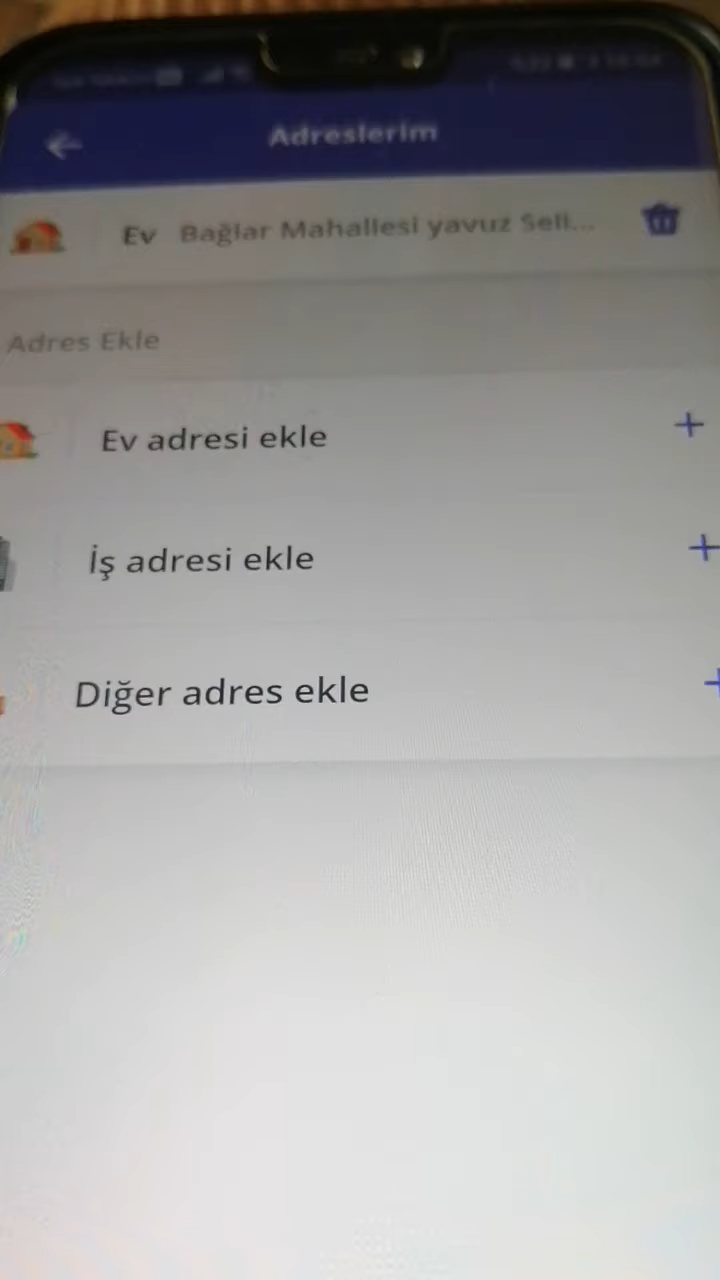 Adreslerim
Ev Bağlar Mahallesi yavuz Seli...
Adres Ekle
Ev adresi ekle
İş adresi ekle
Diğer adres ekle